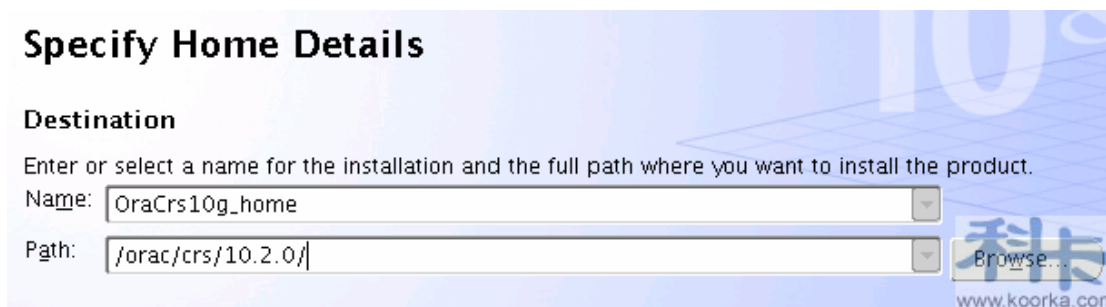 10g
Specify Home Details
Destination
Enter or select a name for the installation and the full path where you want to install the product.
Name: OraCrs10g_home
Path: /orac/crs/10.2.0/
Browse...
科卡
www.koorka.com